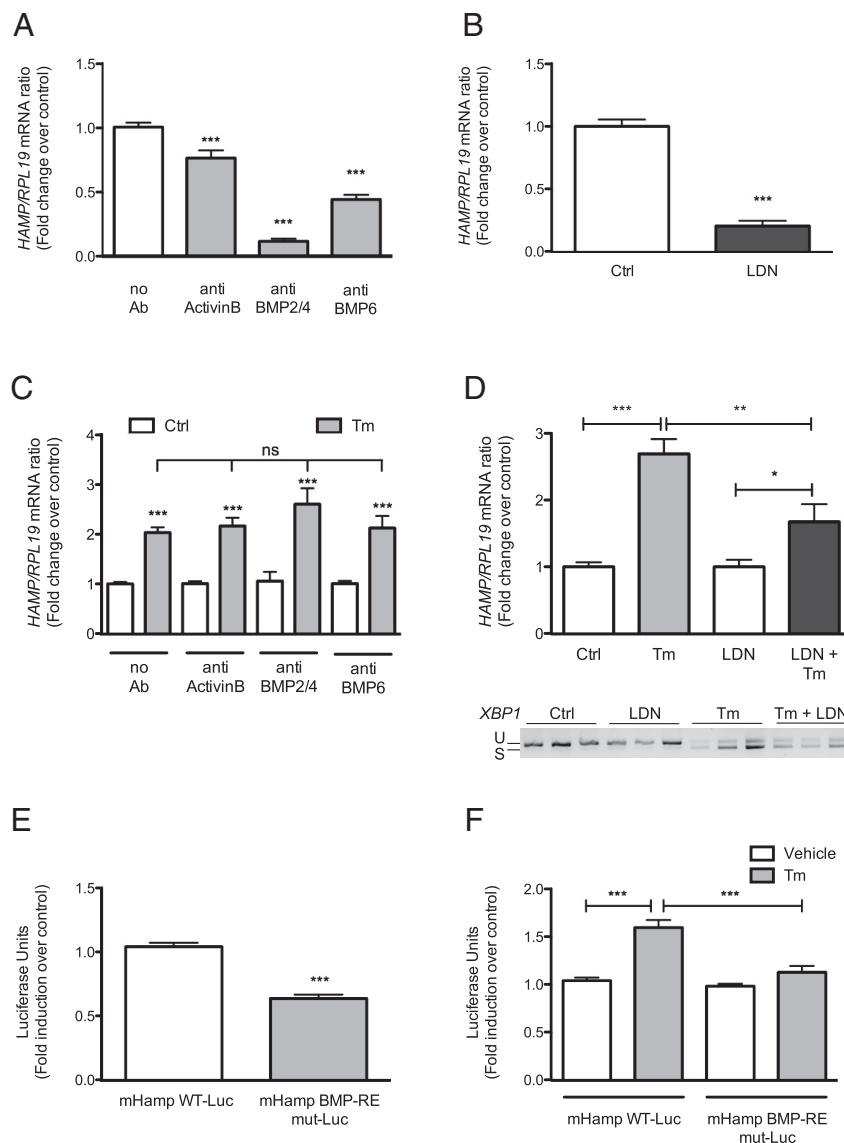 A
HAMP/RPL19 mRNA ratio
(Fold change over control)
1.5
1.0
0.5
0.0
***
***
***
no
Ab
anti
ActivinB
anti
BMP2/4
anti
BMP6
B
HAMP/RPL19 mRNA ratio
(Fold change over control)
1.5
1.0
0.5
0.0
***
Ctrl
LDN
C
Ctrl
Tm
HAMP/RPL19 mRNA ratio
(Fold change over control)
4
3
2
1
0
ns
***
***
***
***
no
Ab
anti
ActivinB
anti
BMP2/4
anti
BMP6
D
HAMP/RPL19 mRNA ratio
(Fold change over control)
3
2
1
0
***
**
*
Ctrl
Tm
LDN
LDN +
Tm
XBP1
Ctrl
LDN
Tm
Tm + LDN
U
S
E
Luciferase Units
(Fold induction over control)
1.5
1.0
0.5
0.0
***
mHamp WT-Luc
mHamp BMP-RE
mut-Luc
F
Vehicle
Tm
Luciferase Units
(Fold induction over control)
2.0
1.5
1.0
0.5
0.0
***
***
mHamp WT-Luc
mHamp BMP-RE
mut-Luc